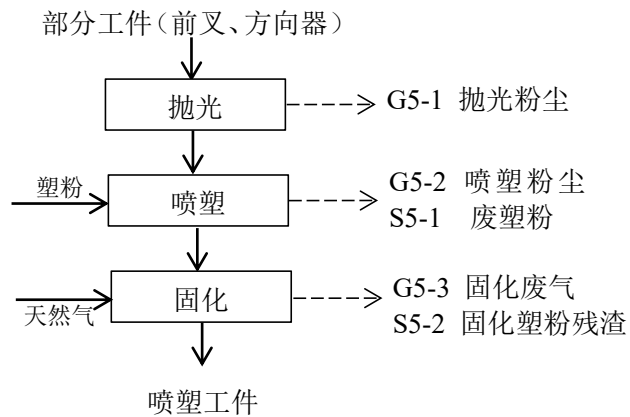 部分工件（前叉、方向器）
抛光
G5-1 抛光粉尘
塑粉
喷塑
G5-2 喷塑粉尘
S5-1 废塑粉
天然气
固化
G5-3 固化废气
S5-2 固化塑粉残渣
喷塑工件